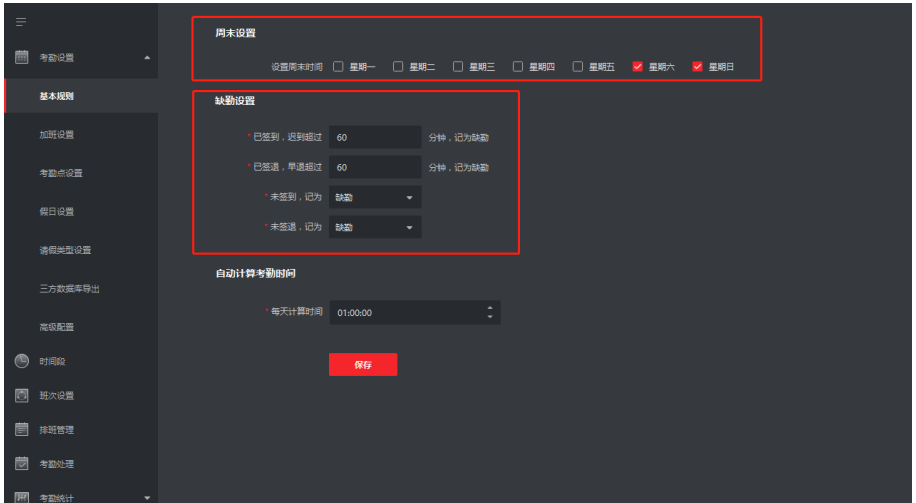 考勤设置
基本规则
加班设置
考勤点设置
假日设置
请假类型设置
三方数据库导出
高级配置
时间段
班次设置
排班管理
考勤处理
考勤统计
周末设置
设置周末时间 星期一 星期二 星期三 星期四 星期五 星期六 星期日
缺勤设置
* 已签到，迟到超过 60 分钟，记为缺勤
* 已签退，早退超过 60 分钟，记为缺勤
* 未签到，记为 缺勤
* 未签退，记为 缺勤
自动计算考勤时间
* 每天计算时间 01:00:00
保存